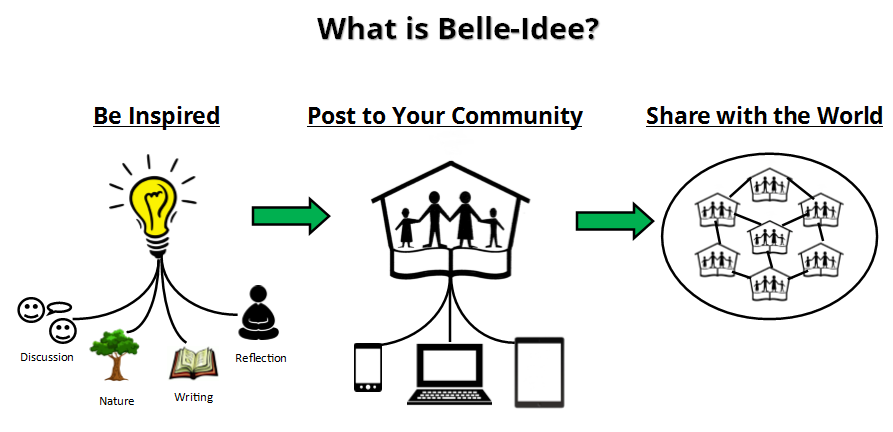 What is Belle-Idee?
Be Inspired
Post to Your Community
Share with the World
Discussion
Nature
Writing
Reflection